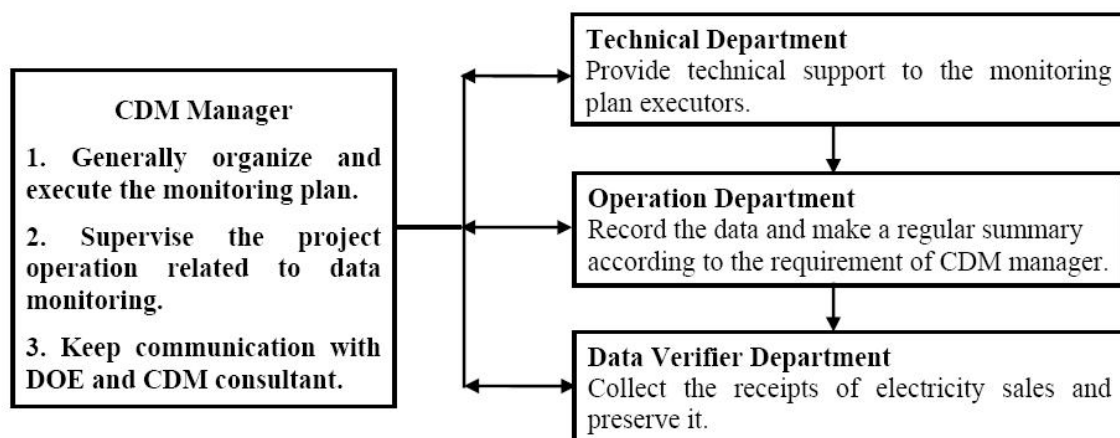 CDM Manager
1. Generally organize and
execute the monitoring plan.
2. Supervise the project
operation related to data
monitoring.
3. Keep communication with
DOE and CDM consultant.
Technical Department
Provide technical support to the monitoring
plan executors.
Operation Department
Record the data and make a regular summary
according to the requirement of CDM manager.
Data Verifier Department
Collect the receipts of electricity sales and
preserve it.